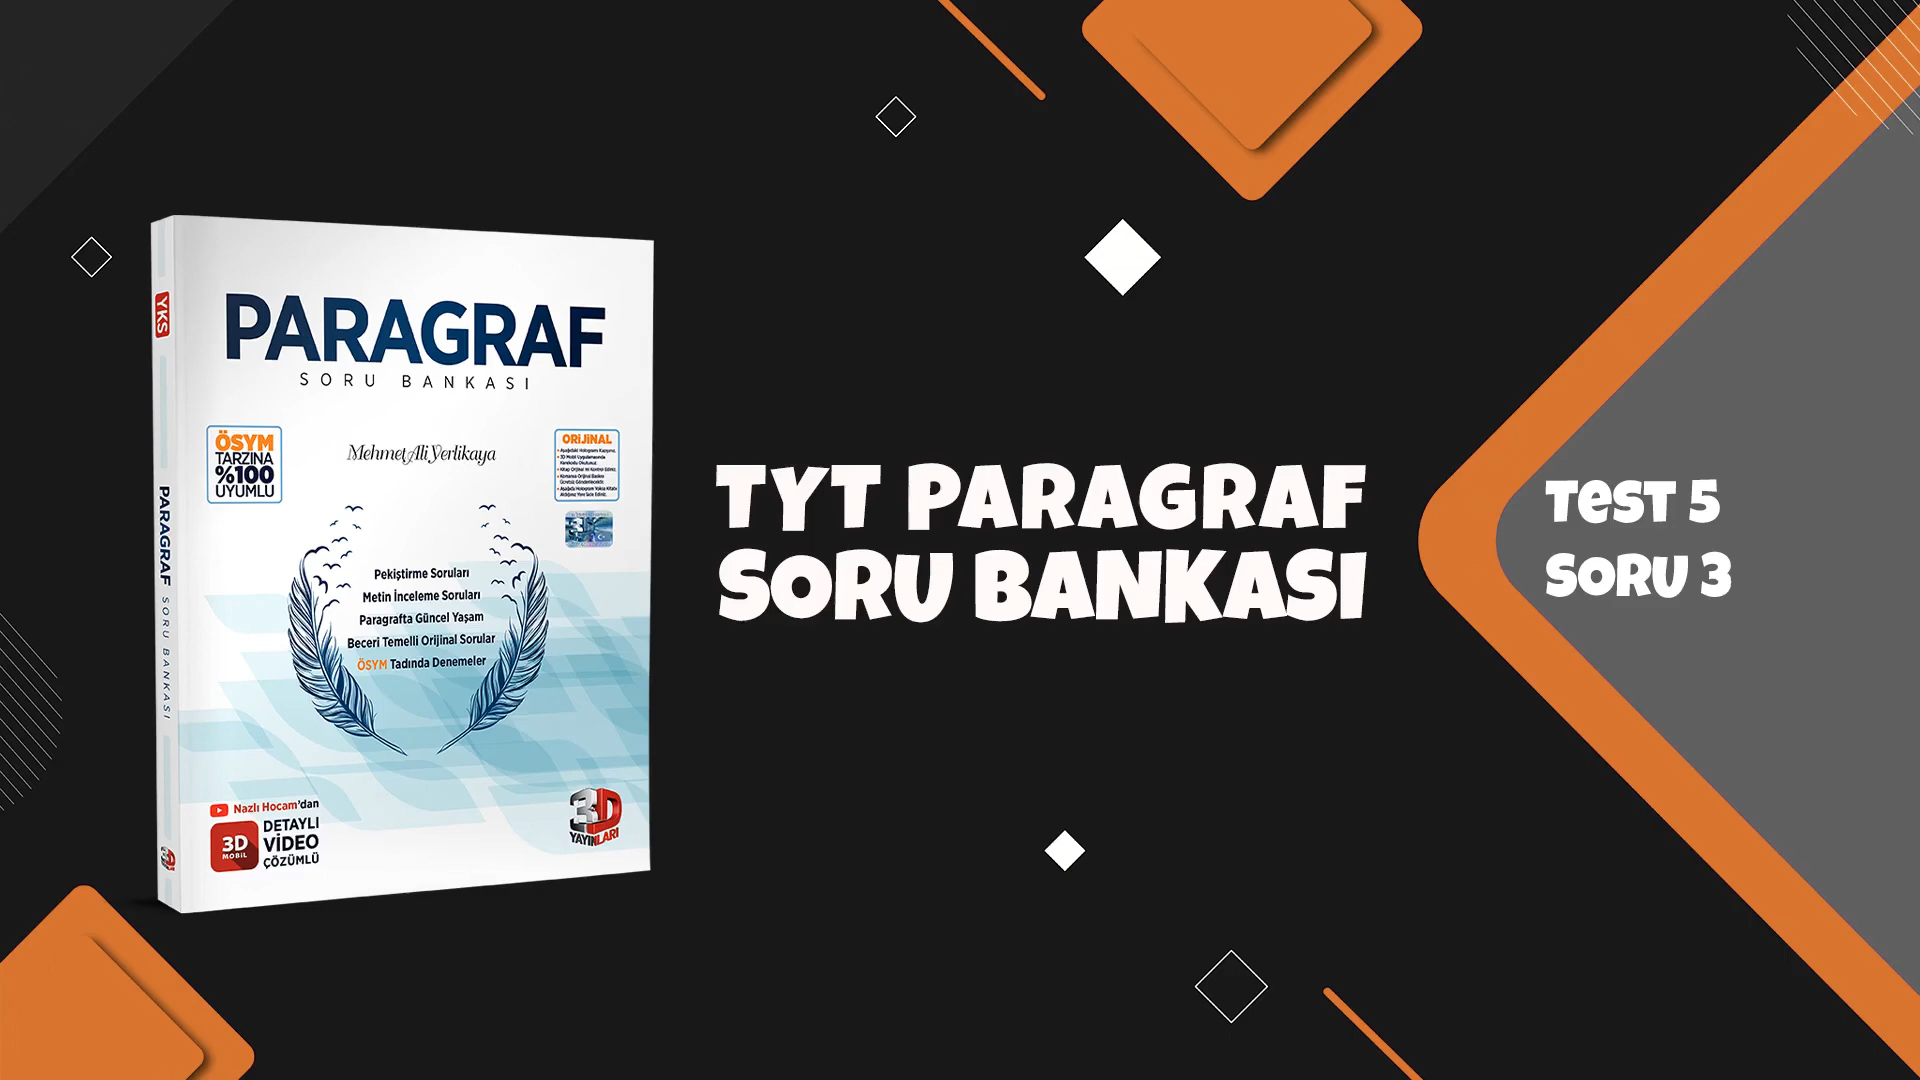 YKS
PARAGRAF SORU BANKASI
PARAGRAF
SORU BANKASI
ÖSYM
TARZINA
%100
UYUMLU
Mehmet Ali Yerlikaya
ORİJİNAL
Pekiştirme Soruları
Metin İnceleme Soruları
Paragrafta Güncel Yaşam
Beceri Temelli Orijinal Sorular
ÖSYM Tadında Denemeler
Nazlı Hocam'dan
3D
MOBİL
DETAYLI
VİDEO
ÇÖZÜMLÜ
3D
YAYINLARI
TYT PARAGRAF
SORU BANKASI
TEST 5
SORU 3